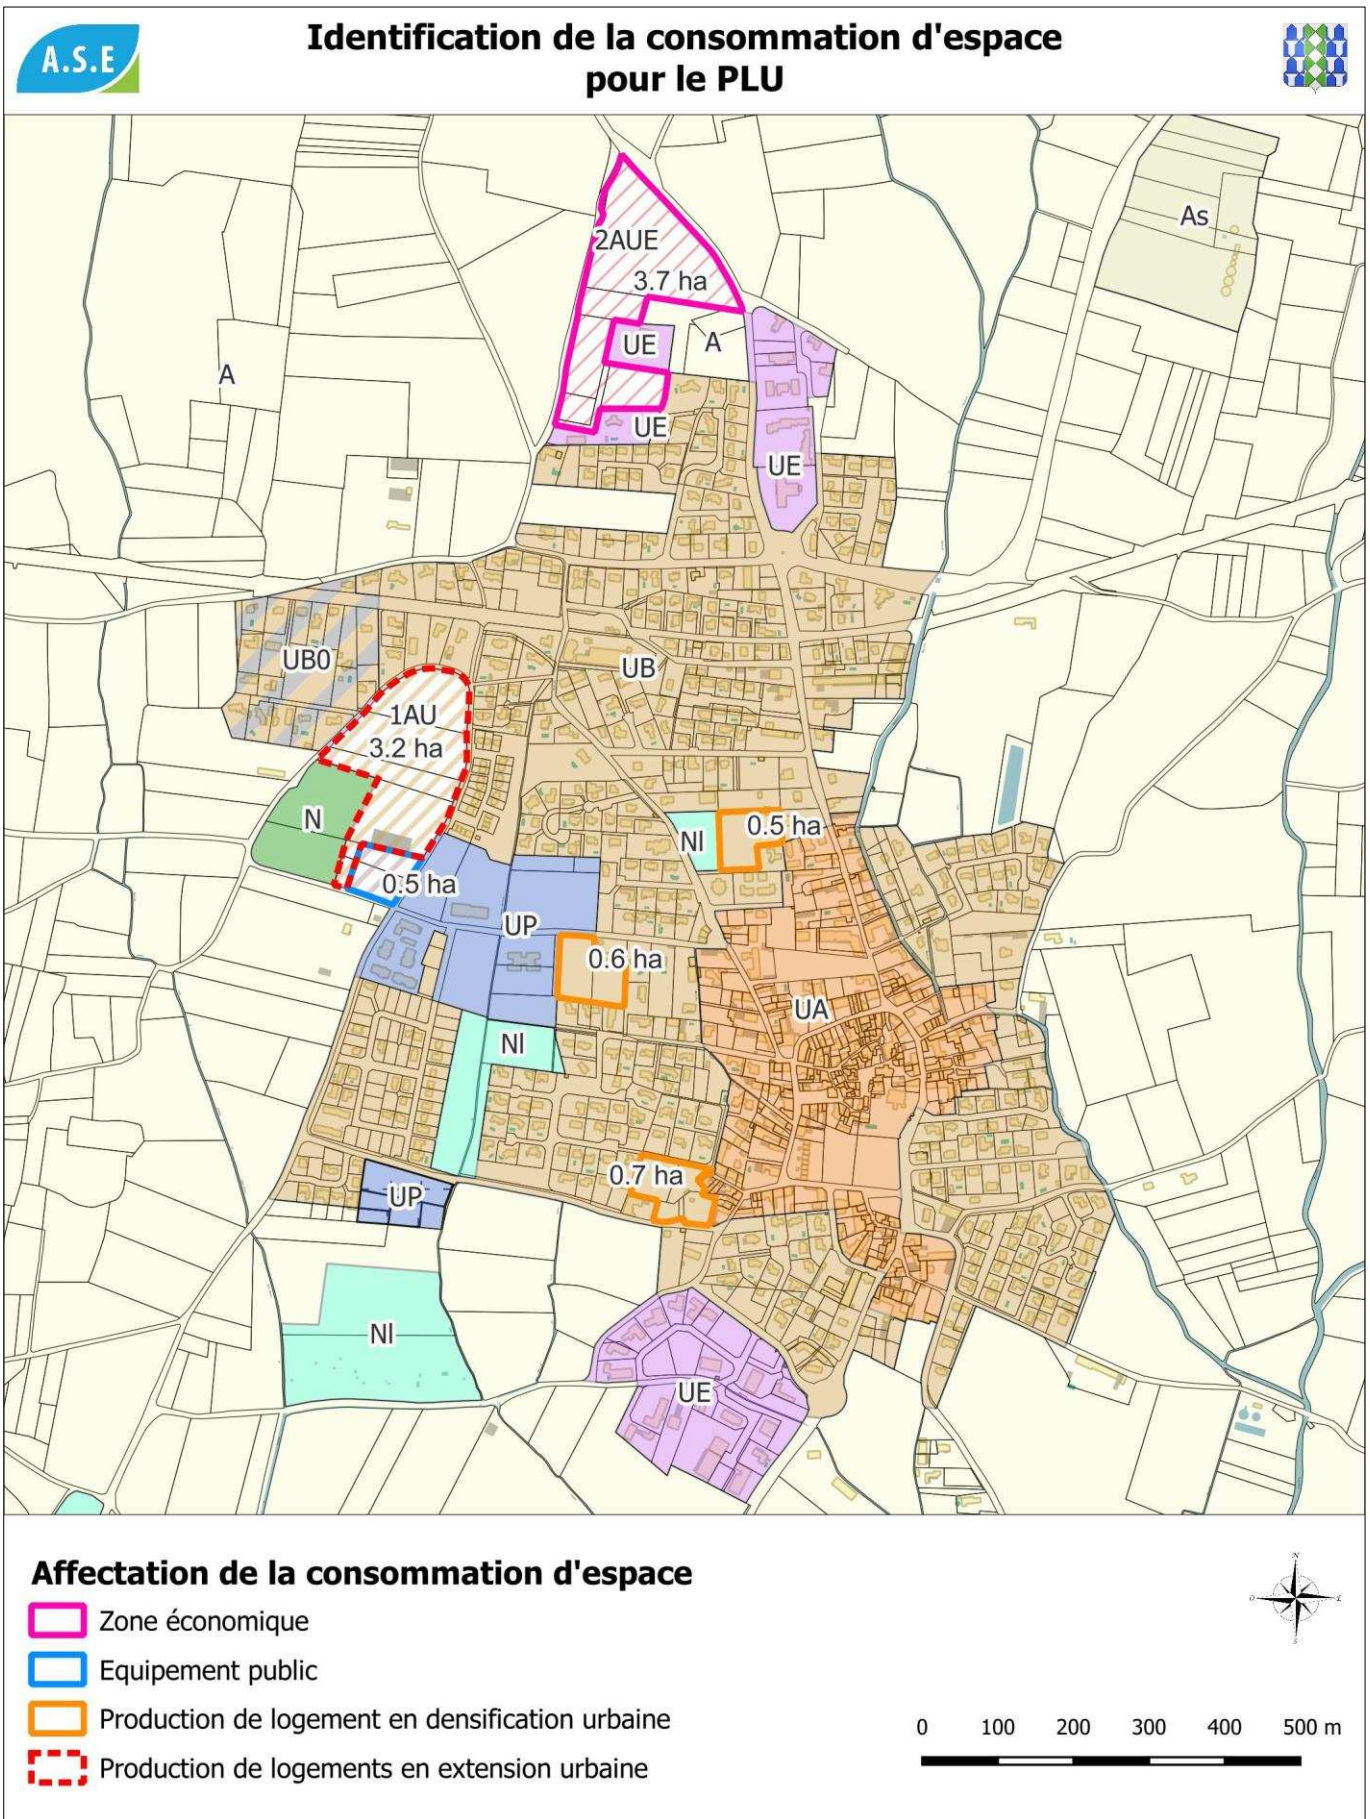 A.S.E
Identification de la consommation d'espace
pour le PLU
As
2AUE
3.7 ha
UE
A
A
UE
UE
UB0
UB
1AU
3.2 ha
N
Nl
0.5 ha
0.5 ha
UP
0.6 ha
UA
Nl
0.7 ha
UP
Nl
UE
Affectation de la consommation d'espace
Zone économique
Equipement public
Production de logement en densification urbaine
Production de logements en extension urbaine
N
O
E
S
0 100 200 300 400 500 m